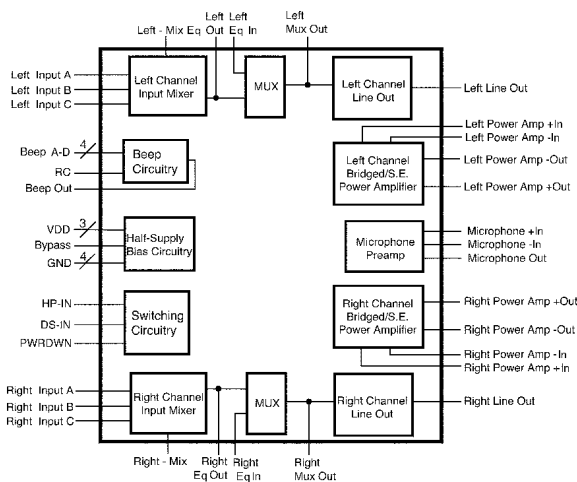 Left
Eq Out
Left
Eq In
Left
Mux Out
Left - Mix
Left Input A
Left Input B
Left Input C
Left Channel
Input Mixer
MUX
Left Channel
Line Out
Left Line Out
Left Power Amp +In
Left Power Amp -In
Beep A-D
4
RC
Beep Out
Beep
Circuitry
Left Channel
Bridged/S.E.
Power Amplifier
Left Power Amp -Out
Left Power Amp +Out
VDD
3
Bypass
GND
4
Half-Supply
Bias Circuitry
Microphone
Preamp
Microphone +In
Microphone -In
Microphone Out
HP-IN
DS-IN
PWRDWN
Switching
Circuitry
Right Channel
Bridged/S.E.
Power Amplifier
Right Power Amp +Out
Right Power Amp -Out
Right Power Amp -In
Right Power Amp +In
Right Input A
Right Input B
Right Input C
Right Channel
Input Mixer
MUX
Right Channel
Line Out
Right Line Out
Right - Mix
Right
Eq Out
Right
Eq In
Right
Mux Out